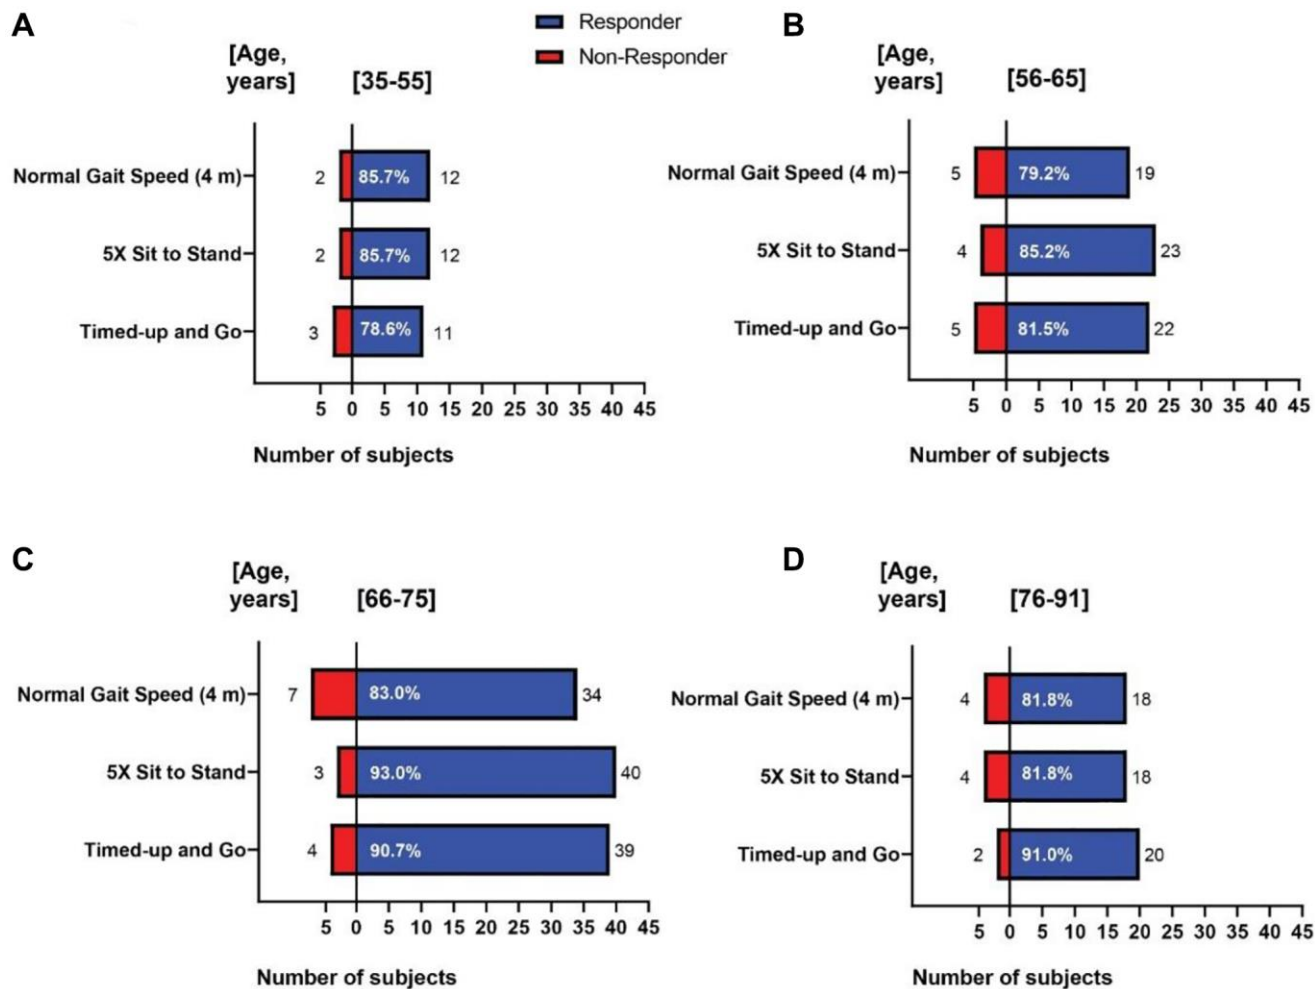 A
Responder
Non-Responder
B
[Age,
years]
[35-55]
Normal Gait Speed (4 m)
2
85.7%
12
5X Sit to Stand
2
85.7%
12
Timed-up and Go
3
78.6%
11
5 0 5 10 15 20 25 30 35 40 45
Number of subjects
[Age,
years]
[56-65]
Normal Gait Speed (4 m)
5
79.2%
19
5X Sit to Stand
4
85.2%
23
Timed-up and Go
5
81.5%
22
5 0 5 10 15 20 25 30 35 40 45
Number of subjects
C
[Age,
years]
[66-75]
Normal Gait Speed (4 m)
7
83.0%
34
5X Sit to Stand
3
93.0%
40
Timed-up and Go
4
90.7%
39
5 0 5 10 15 20 25 30 35 40 45
Number of subjects
D
[Age,
years]
[76-91]
Normal Gait Speed (4 m)
4
81.8%
18
5X Sit to Stand
4
81.8%
18
Timed-up and Go
2
91.0%
20
5 0 5 10 15 20 25 30 35 40 45
Number of subjects